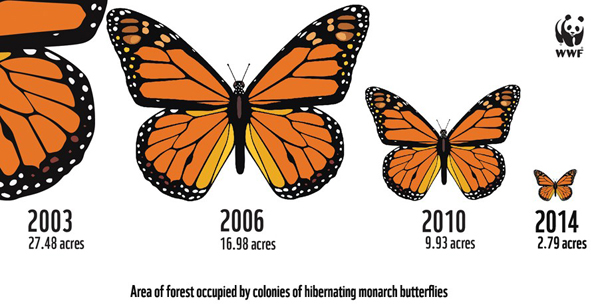 WWF
2003
27.48 acres
2006
16.98 acres
2010
9.93 acres
2014
2.79 acres
Area of forest occupied by colonies of hibernating monarch butterflies